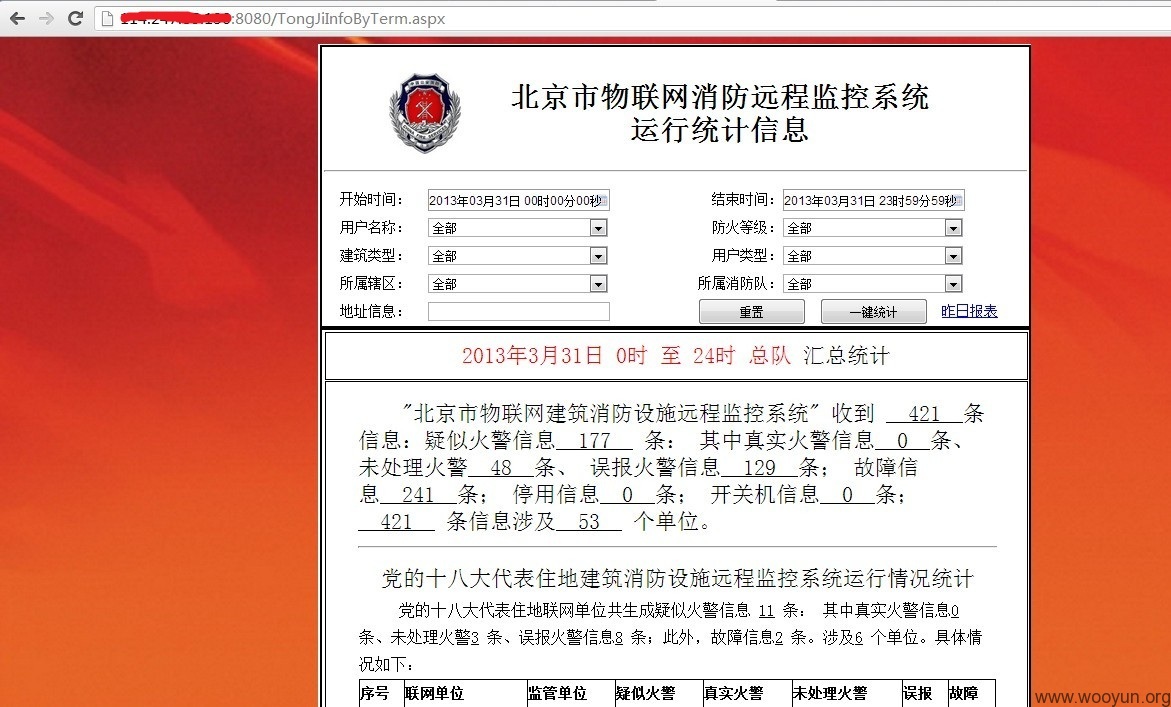 :8080/TongJiInfoByTerm.aspx
北京市物联网消防远程监控系统
运行统计信息
开始时间： 2013年03月31日 00时00分00秒 结束时间： 2013年03月31日 23时59分59秒
用户名称： 全部 防火等级： 全部
建筑类型： 全部 用户类型： 全部
所属辖区： 全部 所属消防队： 全部
地址信息： 重置 一键统计 昨日报表
2013年3月31日 0时 至 24时 总队 汇总统计
"北京市物联网建筑消防设施远程监控系统" 收到 421 条
信息：疑似火警信息 177 条： 其中真实火警信息 0 条、
未处理火警 48 条、 误报火警信息 129 条； 故障信
息 241 条； 停用信息 0 条； 开关机信息 0 条；
421 条信息涉及 53 个单位。
党的十八大代表住地建筑消防设施远程监控系统运行情况统计
党的十八大代表住地联网单位共生成疑似火警信息 11 条： 其中真实火警信息0
条、未处理火警3 条、误报火警信息8 条；此外，故障信息2 条。涉及6 个单位。具体情
况如下：
序号 联网单位 监管单位 疑似火警 真实火警 未处理火警 误报 故障
www.wooyun.org